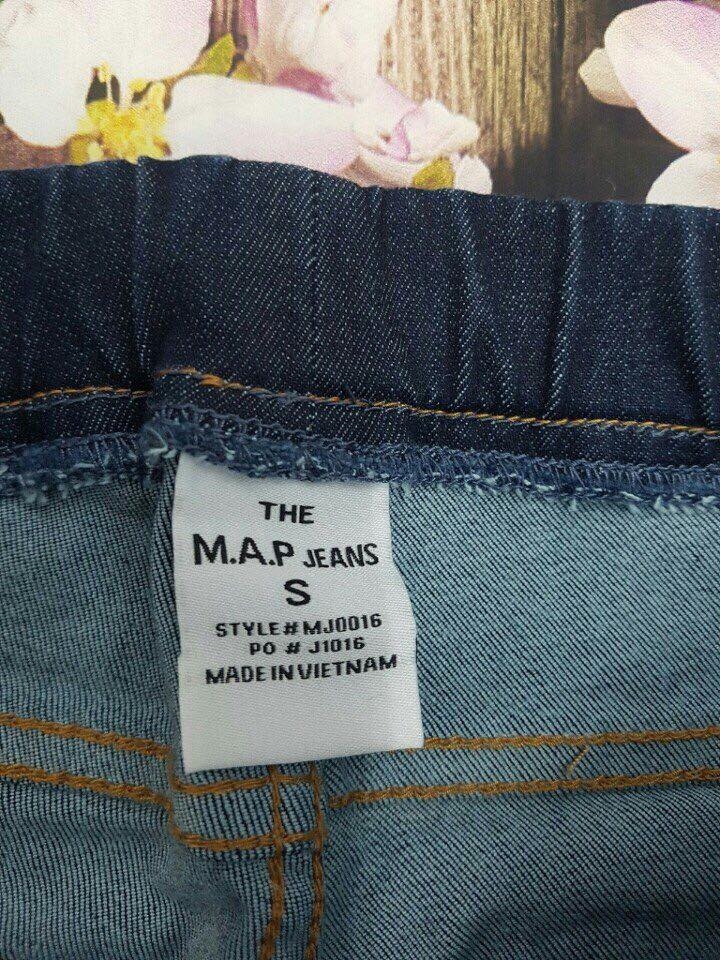 THE
M.A.P JEANS
S
STYLE# MJ0016
PO # J1016
MADE IN VIETNAM